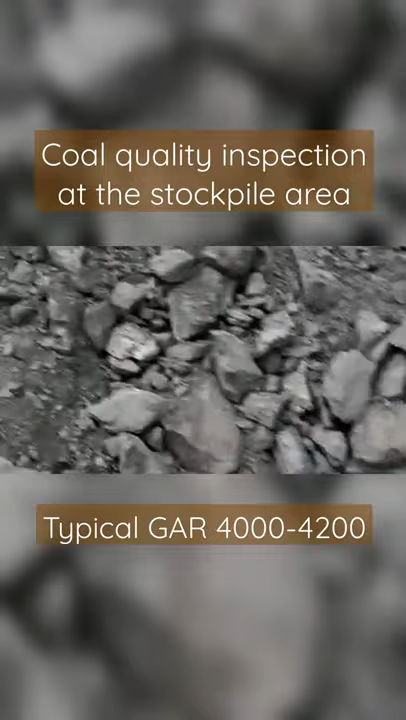 Coal quality inspection
at the stockpile area
Typical GAR 4000-4200